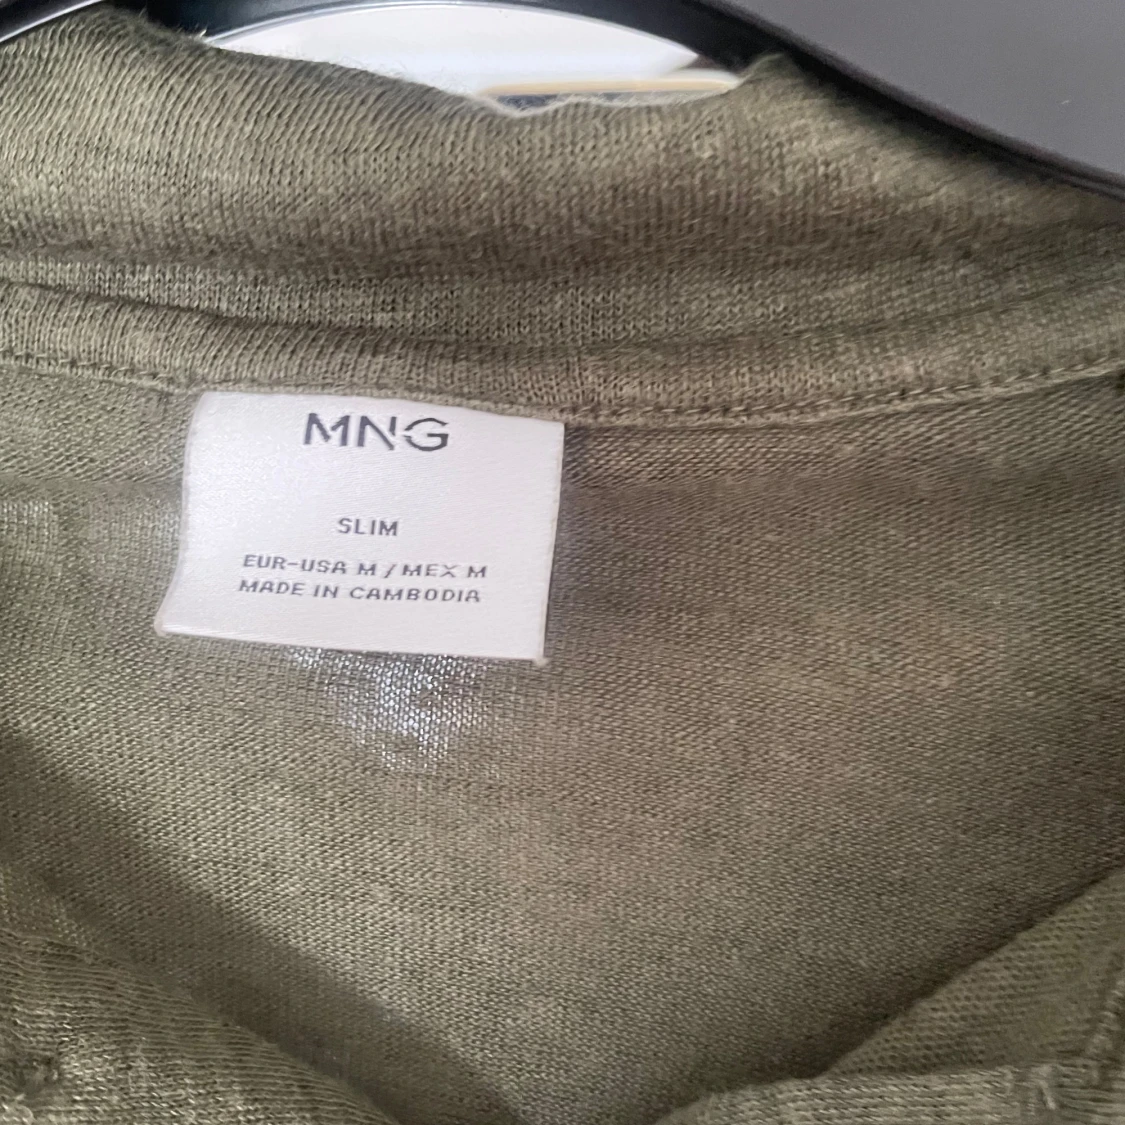 MNG
SLIM
EUR-USA M / MEX M
MADE IN CAMBODIA